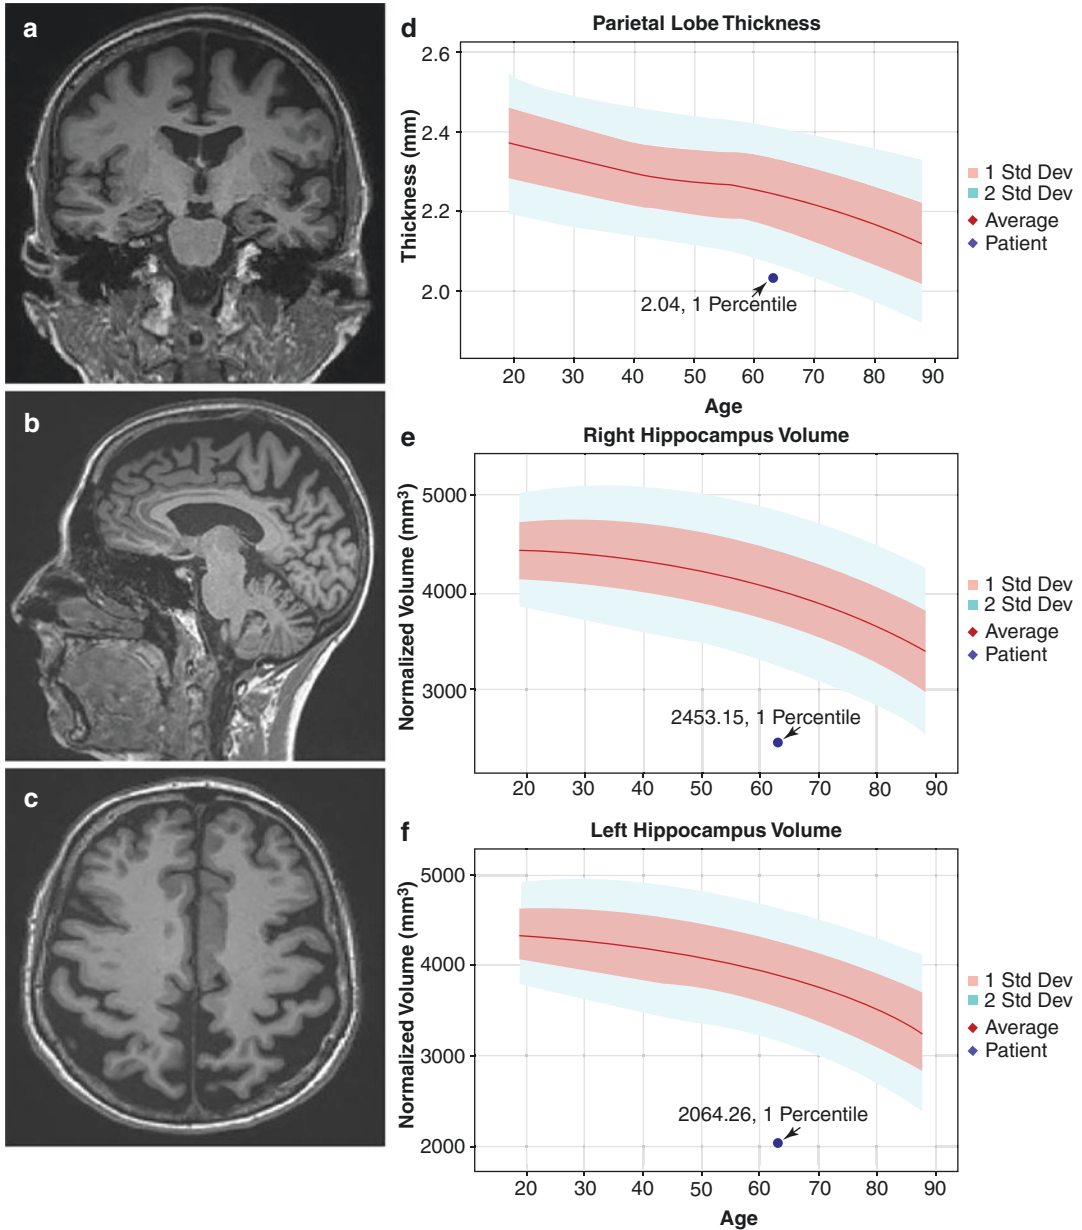 a
b
c
d
Parietal Lobe Thickness
Thickness (mm)
2.6
2.4
2.2
2.0
2.04, 1 Percentile
20 30 40 50 60 70 80 90
Age
1 Std Dev
2 Std Dev
Average
Patient
e
Right Hippocampus Volume
Normalized Volume (mm³)
5000
4000
3000
2453.15, 1 Percentile
20 30 40 50 60 70 80 90
1 Std Dev
2 Std Dev
Average
Patient
f
Left Hippocampus Volume
Normalized Volume (mm³)
5000
4000
3000
2000
2064.26, 1 Percentile
20 30 40 50 60 70 80 90
Age
1 Std Dev
2 Std Dev
Average
Patient